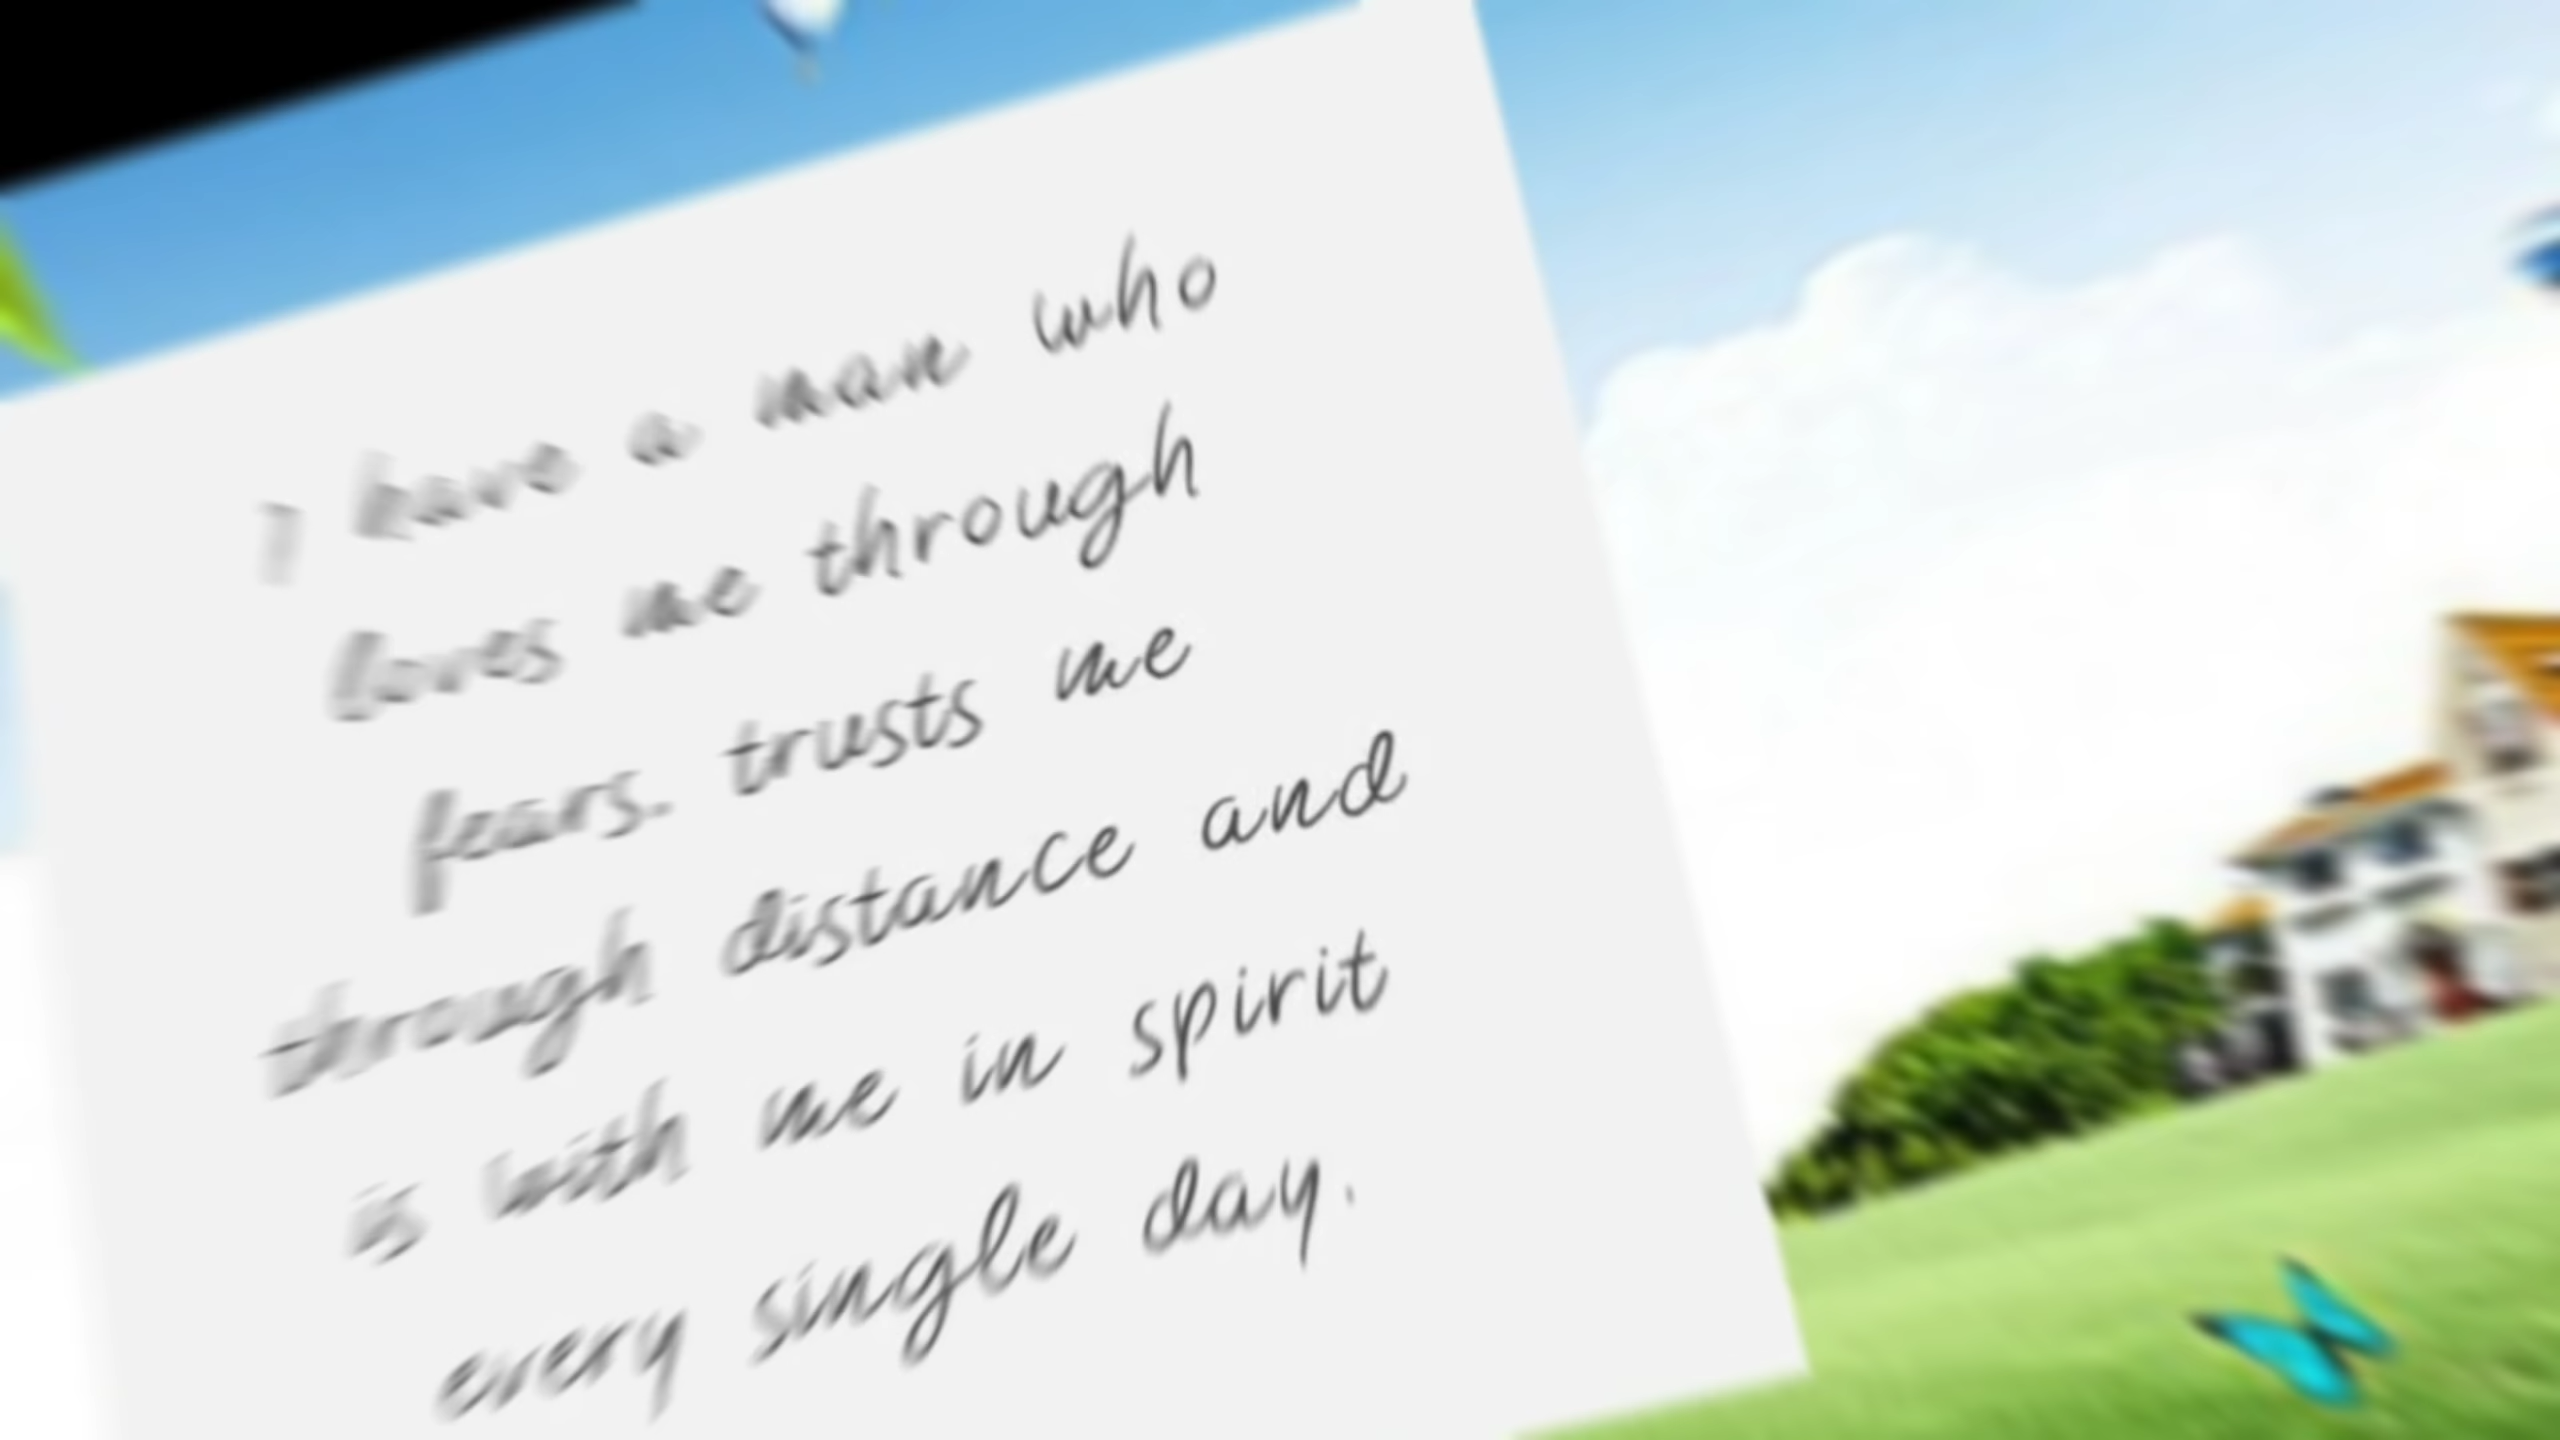 I have a man who
loves me through
fears. trusts me
through distance and
is with me in spirit
every single day.